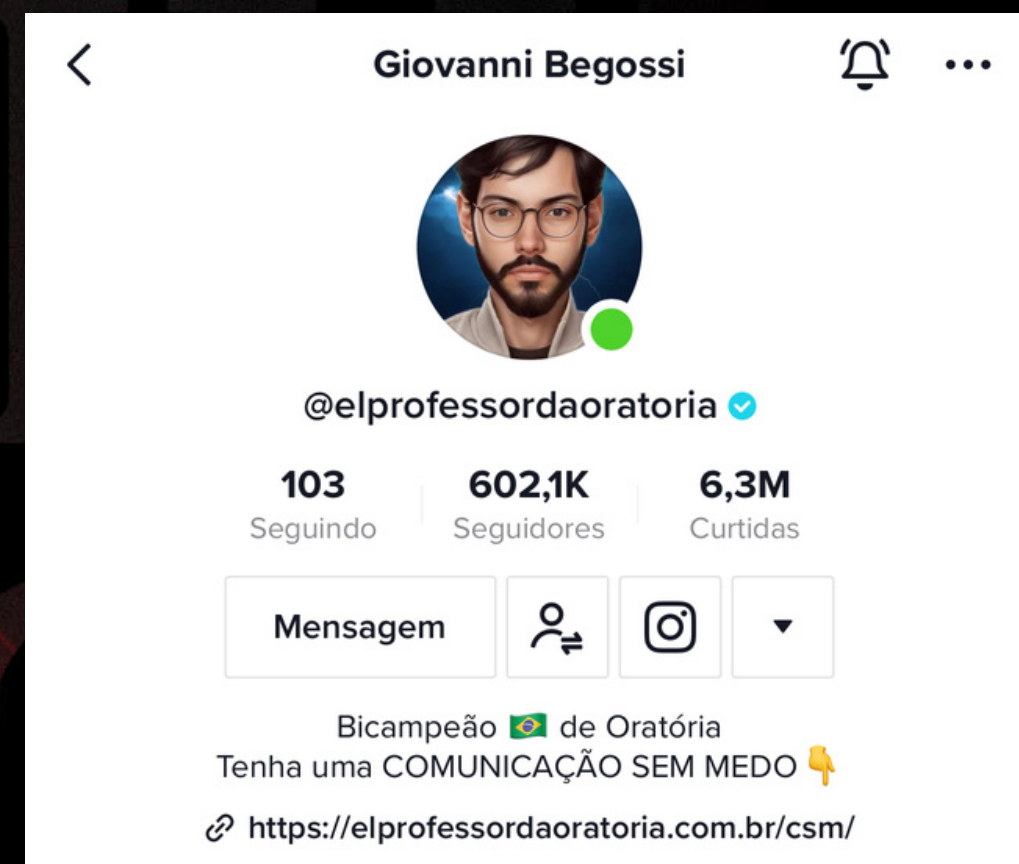 Giovanni Begossi
@elprofessordaoratoria
103 602,1K 6,3M
Seguindo Seguidores Curtidas
Mensagem
Bicampeão 🇧🇷 de Oratória
Tenha uma COMUNICAÇÃO SEM MEDO 👇
https://elprofessordaoratoria.com.br/csm/